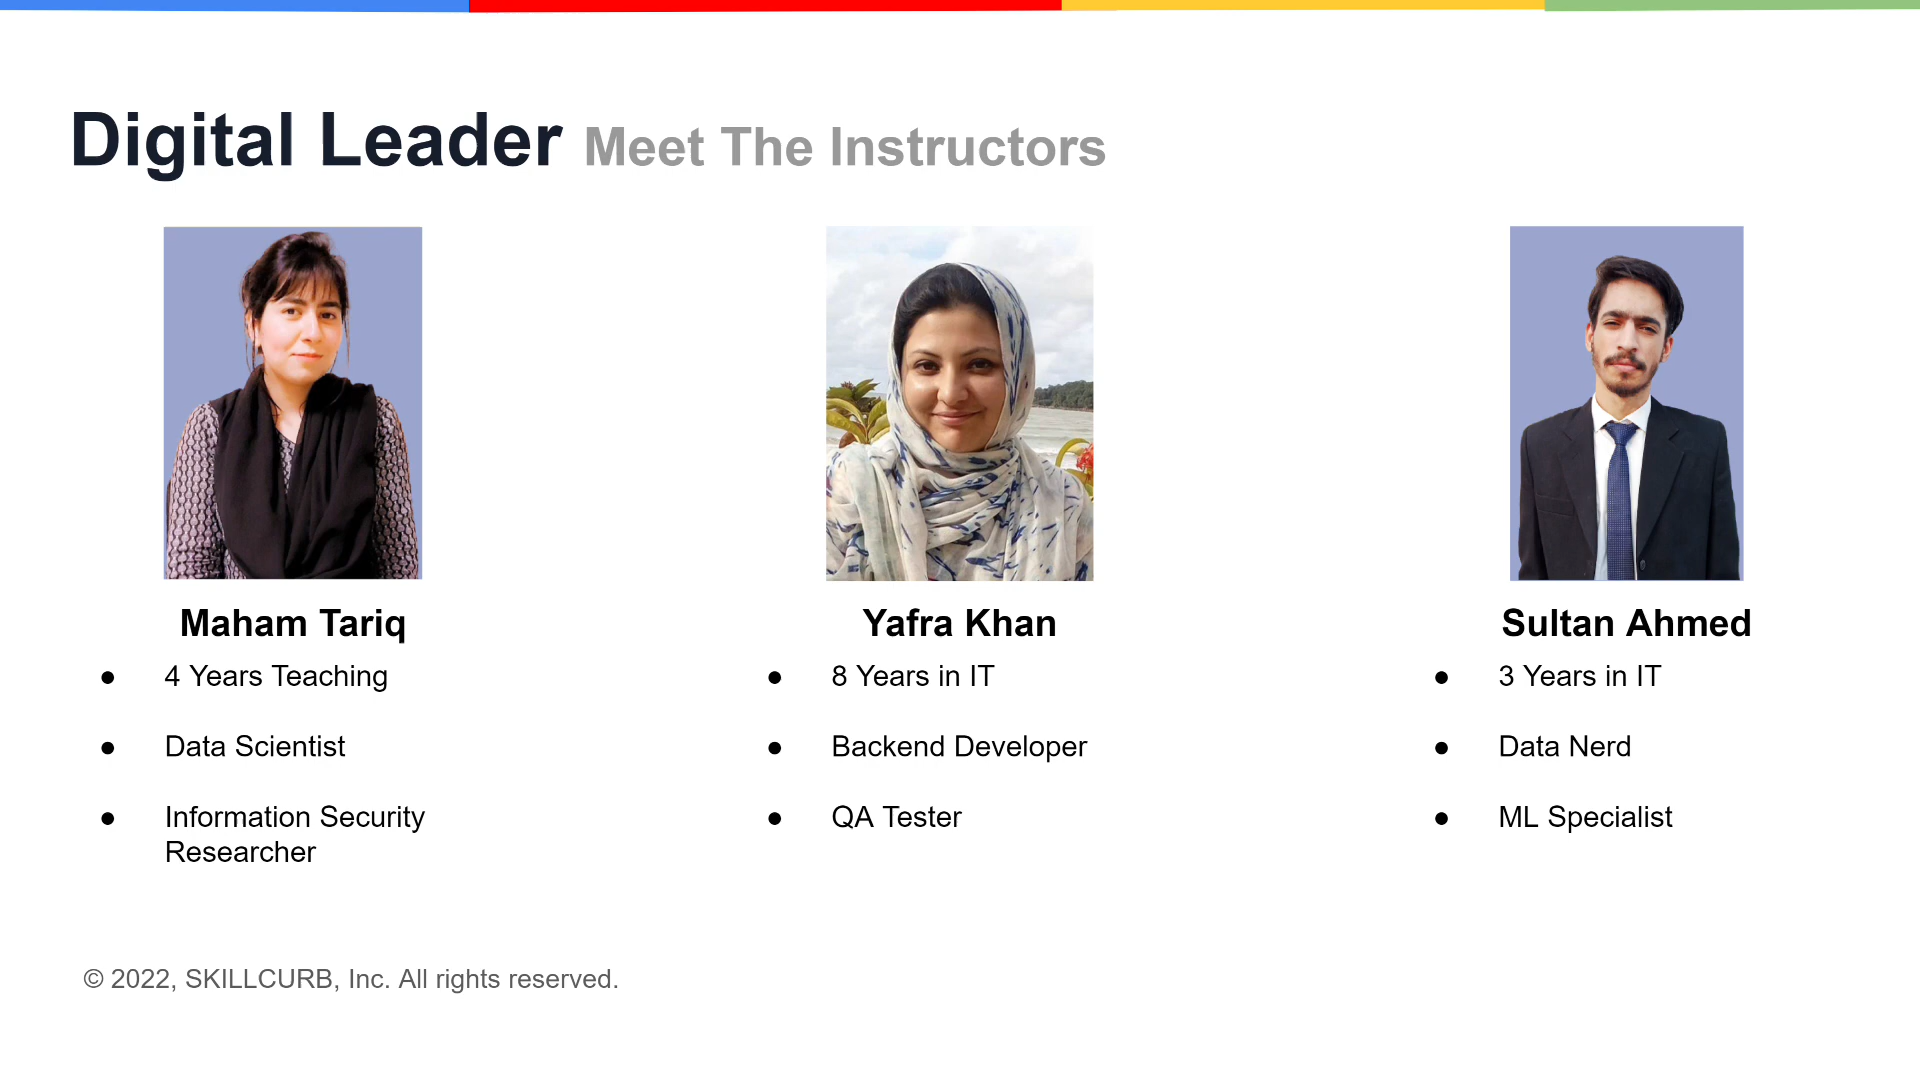 Digital Leader Meet The Instructors
Maham Tariq
● 4 Years Teaching
● Data Scientist
● Information Security
Researcher
Yafra Khan
● 8 Years in IT
● Backend Developer
● QA Tester
Sultan Ahmed
● 3 Years in IT
● Data Nerd
● ML Specialist
© 2022, SKILLCURB, Inc. All rights reserved.